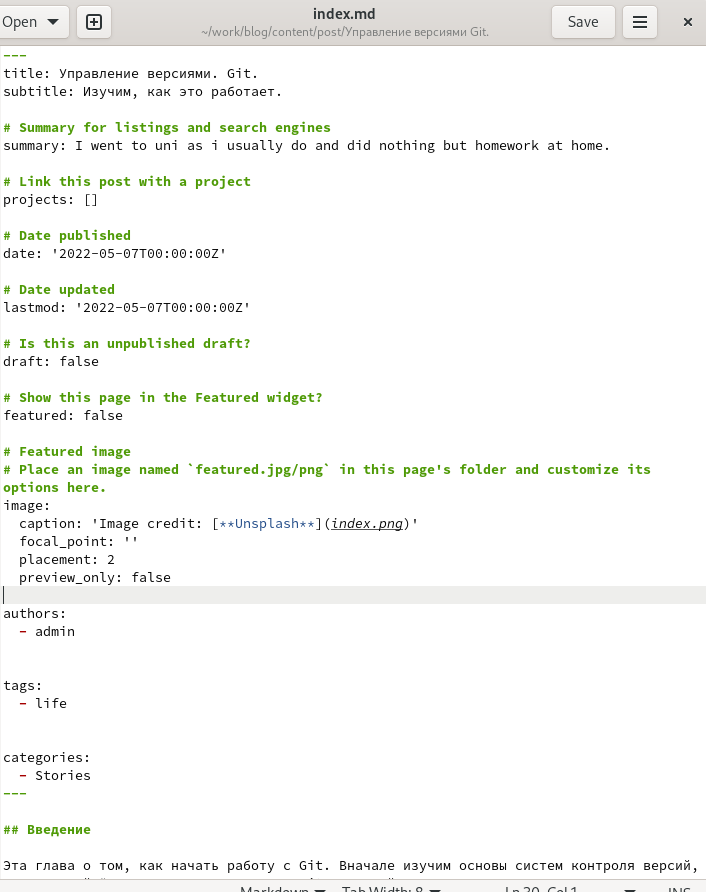 Open
index.md
~/work/blog/content/post/Управление версиями Git.
Save
---
title: Управление версиями. Git.
subtitle: Изучим, как это работает.
# Summary for listings and search engines
summary: I went to uni as i usually do and did nothing but homework at home.
# Link this post with a project
projects: []
# Date published
date: '2022-05-07T00:00:00Z'
# Date updated
lastmod: '2022-05-07T00:00:00Z'
# Is this an unpublished draft?
draft: false
# Show this page in the Featured widget?
featured: false
# Featured image
# Place an image named `featured.jpg/png` in this page's folder and customize its
options here.
image:
  caption: 'Image credit: [**Unsplash**](index.png)'
  focal_point: ''
  placement: 2
  preview_only: false
authors:
  - admin
tags:
  - life
categories:
  - Stories
---
## Введение
Эта глава о том, как начать работу с Git. Вначале изучим основы систем контроля версий,
Markdown Tab Width: 8 Ln 30, Col 1 INS